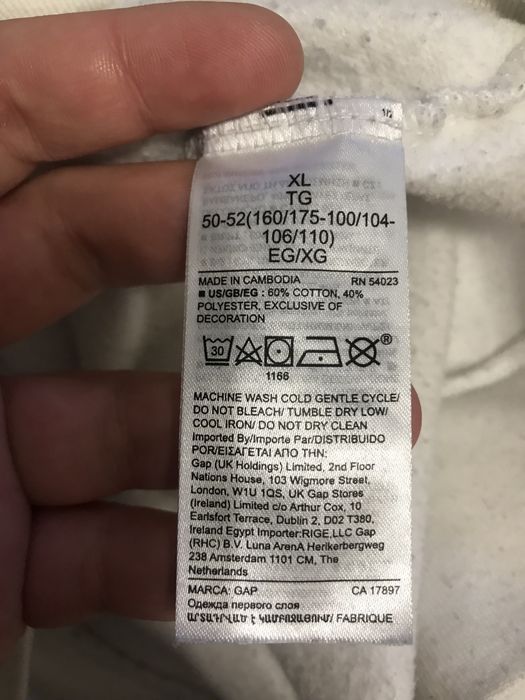 1/2
XL
TG
50-52(160/175-100/104-
106/110)
EG/XG
MADE IN CAMBODIA RN 54023
■ US/GB/EG : 60% COTTON, 40%
POLYESTER, EXCLUSIVE OF
DECORATION
30
®
1166
MACHINE WASH COLD GENTLE CYCLE/
DO NOT BLEACH/ TUMBLE DRY LOW/
COOL IRON/ DO NOT DRY CLEAN
Imported By/Importe Par/DISTRIBUIDO
POR/ΕΙΣΑΓΕΤΑΙ ΑΠΟ ΤΗΝ:
Gap (UK Holdings) Limited, 2nd Floor
Nations House, 103 Wigmore Street,
London, W1U 1QS, UK Gap Stores
(Ireland) Limited c/o Arthur Cox, 10
Earlsfort Terrace, Dublin 2, D02 T380,
Ireland Egypt Importer:RIGE,LLC Gap
(RHC) B.V. Luna ArenA Herikerbergweg
238 Amsterdam 1101 CM, The
Netherlands
MARCA: GAP CA 17897
Одежда первого слоя
ԱՐՏԱԴՐՎԱԾ Է ԿԱՄԲՈՋԱՅՈՒՄ/ FABRIQUE